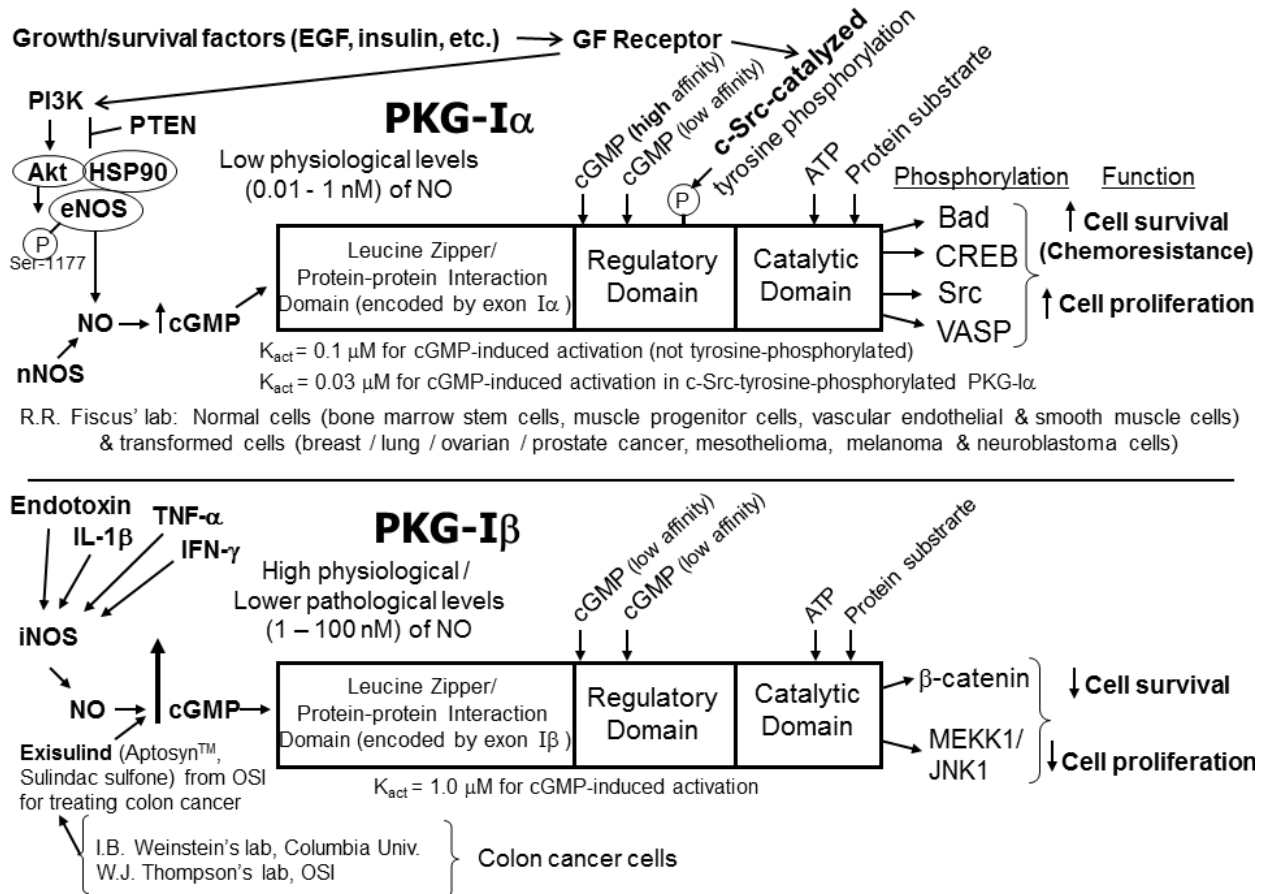 Growth/survival factors (EGF, insulin, etc.)
GF Receptor
c-Src-catalyzed
tyrosine phosphorylation
PI3K
PTEN
Akt
HSP90
eNOS
P
Ser-1177
NO
cGMP
nNOS
PKG-Iα
Low physiological levels
(0.01 - 1 nM) of NO
cGMP (high affinity)
cGMP (low affinity)
P
ATP
Protein substrarte
Leucine Zipper/
Protein-protein Interaction
Domain (encoded by exon Iα )
Regulatory
Domain
Catalytic
Domain
Phosphorylation
Function
Bad
CREB
Src
VASP
Cell survival
(Chemoresistance)
Cell proliferation
Kact = 0.1 μM for cGMP-induced activation (not tyrosine-phosphorylated)
Kact = 0.03 μM for cGMP-induced activation in c-Src-tyrosine-phosphorylated PKG-Iα
R.R. Fiscus' lab: Normal cells (bone marrow stem cells, muscle progenitor cells, vascular endothelial & smooth muscle cells)
& transformed cells (breast / lung / ovarian / prostate cancer, mesothelioma, melanoma & neuroblastoma cells)
Endotoxin
IL-1β
TNF-α
IFN-γ
iNOS
NO
cGMP
PKG-Iβ
High physiological /
Lower pathological levels
(1 – 100 nM) of NO
cGMP (low affinity)
cGMP (low affinity)
ATP
Protein substrarte
Leucine Zipper/
Protein-protein Interaction
Domain (encoded by exon Iβ )
Regulatory
Domain
Catalytic
Domain
β-catenin
MEKK1/
JNK1
Cell survival
Cell proliferation
Exisulind (Aptosyn™,
Sulindac sulfone) from OSI
for treating colon cancer
Kact = 1.0 μM for cGMP-induced activation
I.B. Weinstein's lab, Columbia Univ.
W.J. Thompson's lab, OSI
Colon cancer cells